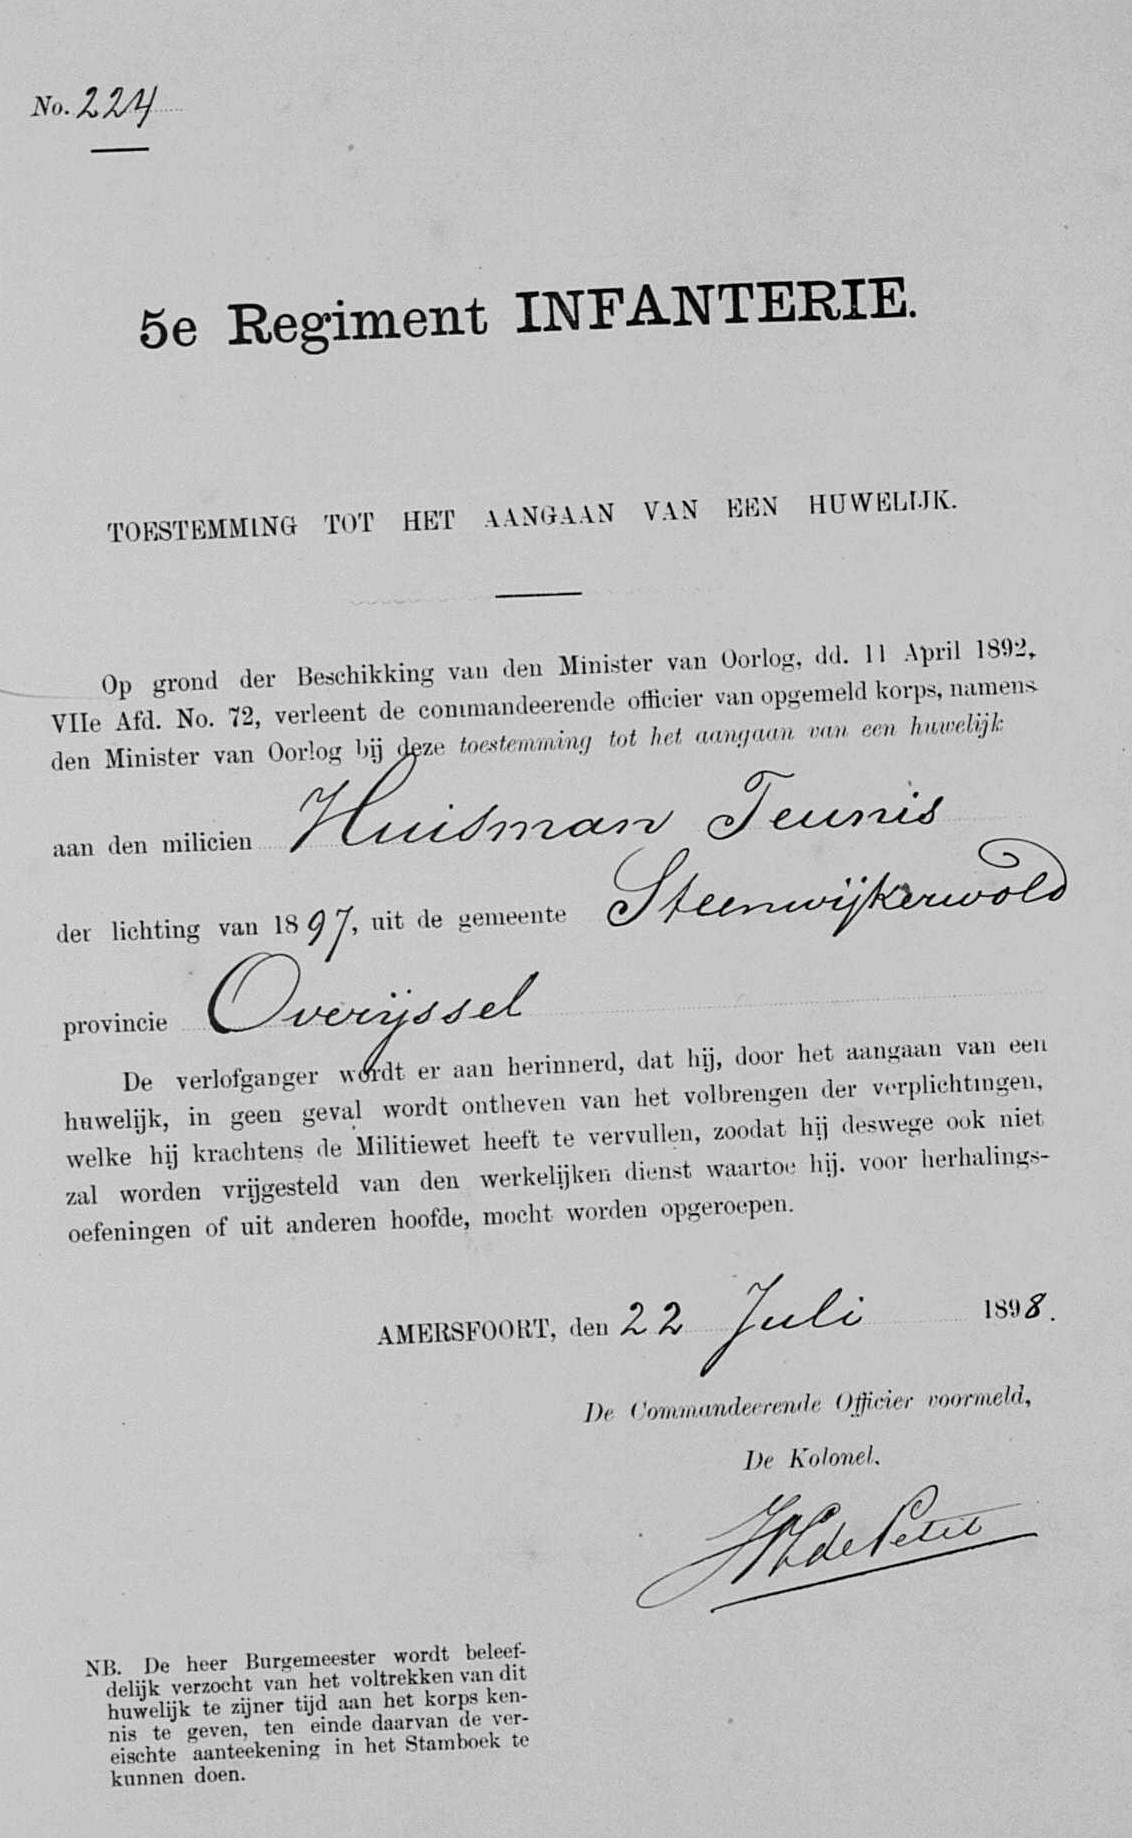 No. 224
5e Regiment INFANTERIE.
TOESTEMMING TOT HET AANGAAN VAN EEN HUWELIJK.
Op grond der Beschikking van den Minister van Oorlog, dd. 11 April 1892,
VIIe Afd. No. 72, verleent de commandeerende officier van opgemeld korps, namens
den Minister van Oorlog bij deze toestemming tot het aangaan van een huwelijk
aan den milicien Huisman Teunis
der lichting van 1897, uit de gemeente Steenwijkerwold
provincie Overijssel
De verlofganger wordt er aan herinnerd, dat hij, door het aangaan van een
huwelijk, in geen geval wordt ontheven van het volbrengen der verplichtingen,
welke hij krachtens de Militiewet heeft te vervullen, zoodat hij deswege ook niet
zal worden vrijgesteld van den werkelijken dienst waartoe hij. voor herhalings-
oefeningen of uit anderen hoofde, mocht worden opgeroepen.
AMERSFOORT, den 22 Juli 1898.
De Commandeerende Officier voormeld,
De Kolonel.
de Petit
NB. De heer Burgemeester wordt beleef-
delijk verzocht van het voltrekken van dit
huwelijk te zijner tijd aan het korps ken-
nis te geven, ten einde daarvan de ver-
eischte aanteekening in het Stamboek te
kunnen doen.